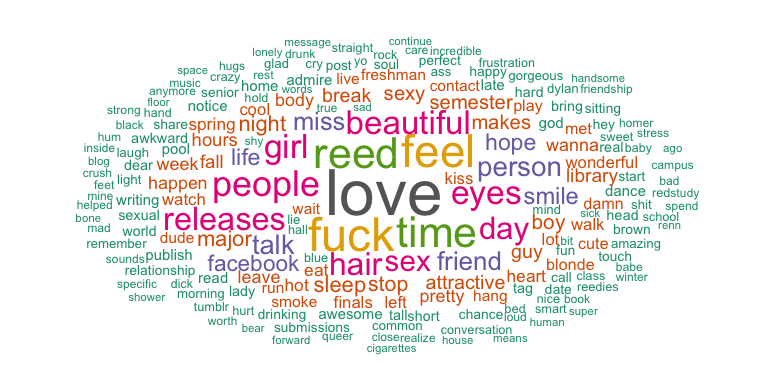 message straight continue
lonely drunk rock care incredible
space hugs glad cry post yo soul perfect frustration
music crazy rest admire live freshman ass happy gorgeous handsome
anymore senior home words body break sexy contact late hard dylan friendship
floor notice hold cool true sad semester play bring sitting
strong hand night miss beautiful makes god met hey homer
black share spring shy girl reed feel hope wanna sweet stress
hum awkward hours life real baby ago
inside laugh pool week fall person wonderful
blog dear people love kiss library start campus
crush light happen eyes smile dance bad
feet writing watch wait mind damn redstudy
mine sexual releases lie fuck time day sick head shit spend
helped world hall boy walk brown school renn
bone dude major talk lot bit cute amazing
mad remember publish blue hair sex friend guy fun touch
sounds relationship facebook eat blonde babe
specific dick read leave run hot sleep stop attractive heart call class winter
shower morning lady smoke finals left pretty hang tag date reedies
tumblr hurt drinking awesome tall short chance bed nice book
worth bear submissions common loud smart super
forward queer close realize conversation human
cigarettes house means